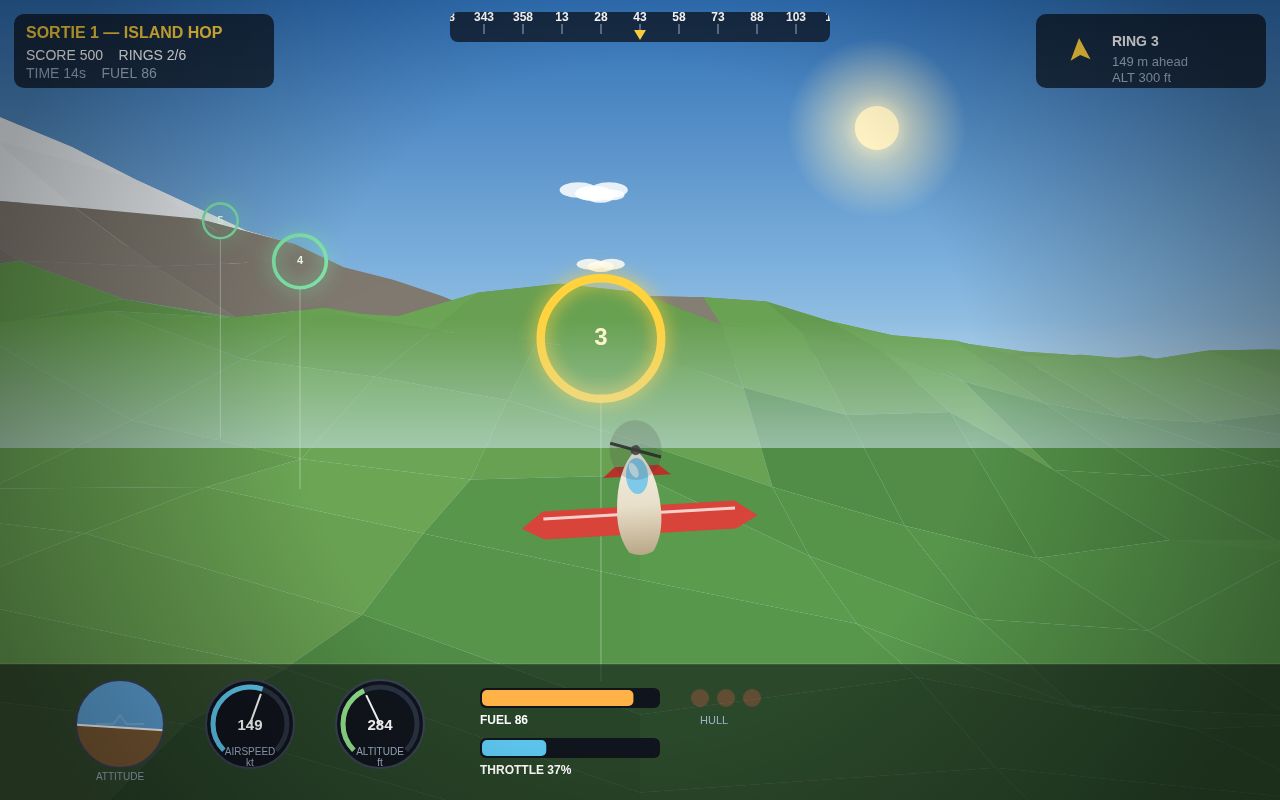 SORTIE 1 — ISLAND HOP
SCORE 500 RINGS 2/6
TIME 14s FUEL 86
343 358 13 28 43 58 73 88 103
RING 3
149 m ahead
ALT 300 ft
5
4
3
149
AIRSPEED
kt
284
ALTITUDE
ft
ATTITUDE
FUEL 86
THROTTLE 37%
HULL